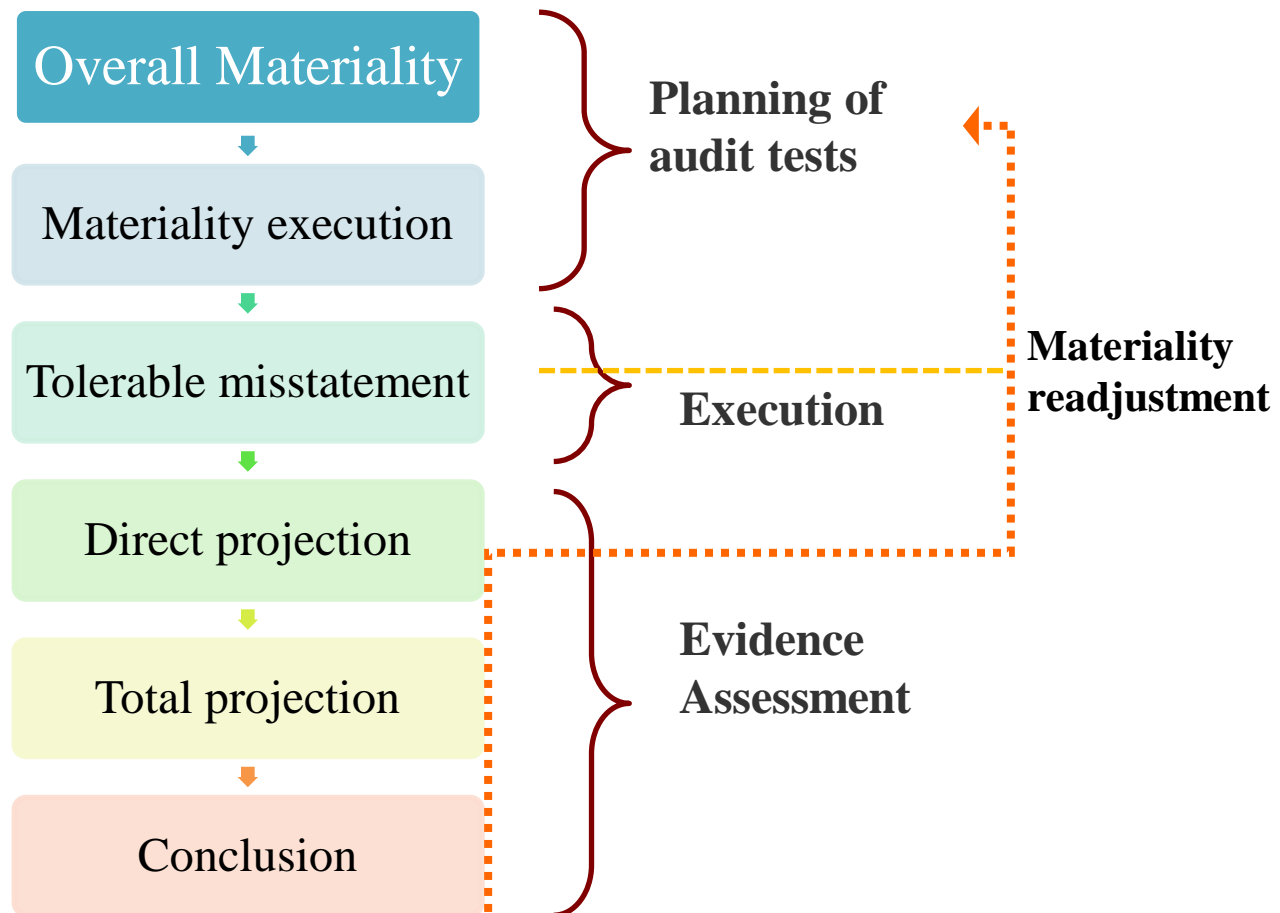 Overall Materiality
Planning of
audit tests
Materiality execution
Tolerable misstatement
Execution
Materiality
readjustment
Direct projection
Evidence
Assessment
Total projection
Conclusion